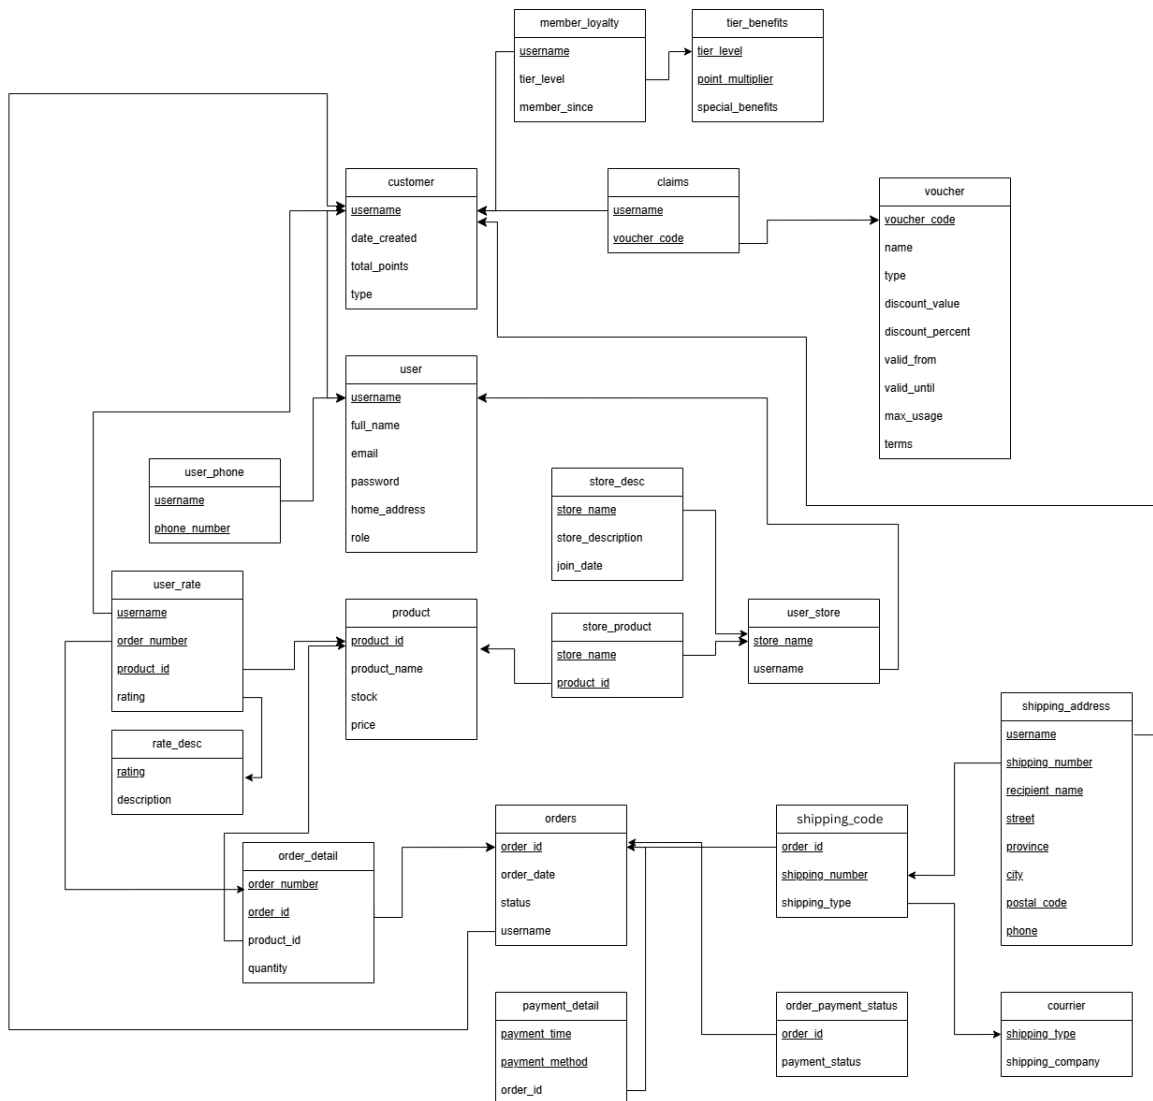 member_loyalty
username
tier_level
member_since
tier_benefits
tier_level
point_multiplier
special_benefits
customer
username
date_created
total_points
type
claims
username
voucher_code
voucher
voucher_code
name
type
discount_value
discount_percent
valid_from
valid_until
max_usage
terms
user
username
full_name
email
password
home_address
role
user_phone
username
phone_number
store_desc
store_name
store_description
join_date
user_rate
username
order_number
product_id
rating
product
product_id
product_name
stock
price
store_product
store_name
product_id
user_store
store_name
username
shipping_address
username
shipping_number
recipient_name
street
province
city
postal_code
phone
rate_desc
rating
description
orders
order_id
order_date
status
username
shipping_code
order_id
shipping_number
shipping_type
order_detail
order_number
order_id
product_id
quantity
payment_detail
payment_time
payment_method
order_id
order_payment_status
order_id
payment_status
courrier
shipping_type
shipping_company